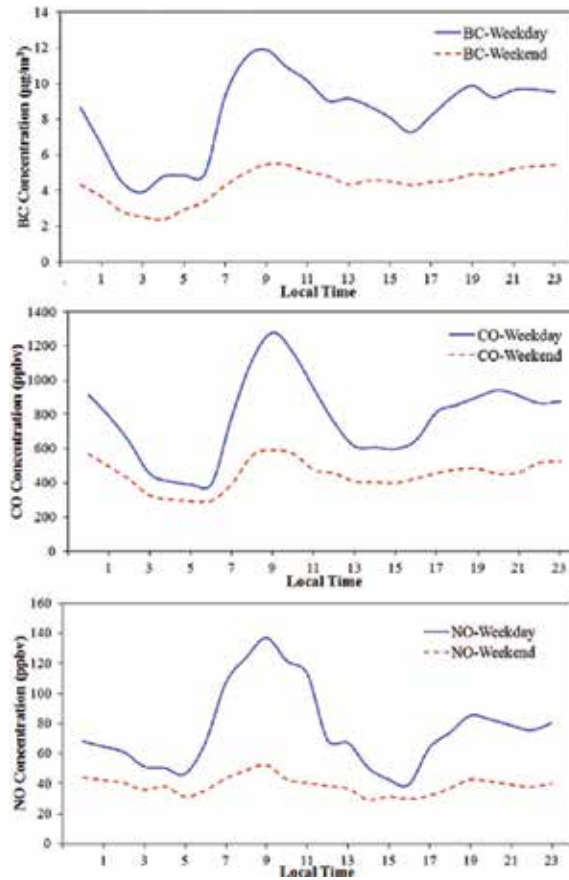 14
12
10
8
6
4
2
0
BC Concentration (µg/m³)
BC-Weekday
BC-Weekend
1 3 5 7 9 11 13 15 17 19 21 23
Local Time
1400
1200
1000
800
600
400
200
0
CO Concentration (ppbv)
CO-Weekday
CO-Weekend
1 3 5 7 9 11 13 15 17 19 21 23
Local Time
160
140
120
100
80
60
40
20
0
NO Concentration (ppbv)
NO-Weekday
NO-Weekend
1 3 5 7 9 11 13 15 17 19 21 23
Local Time